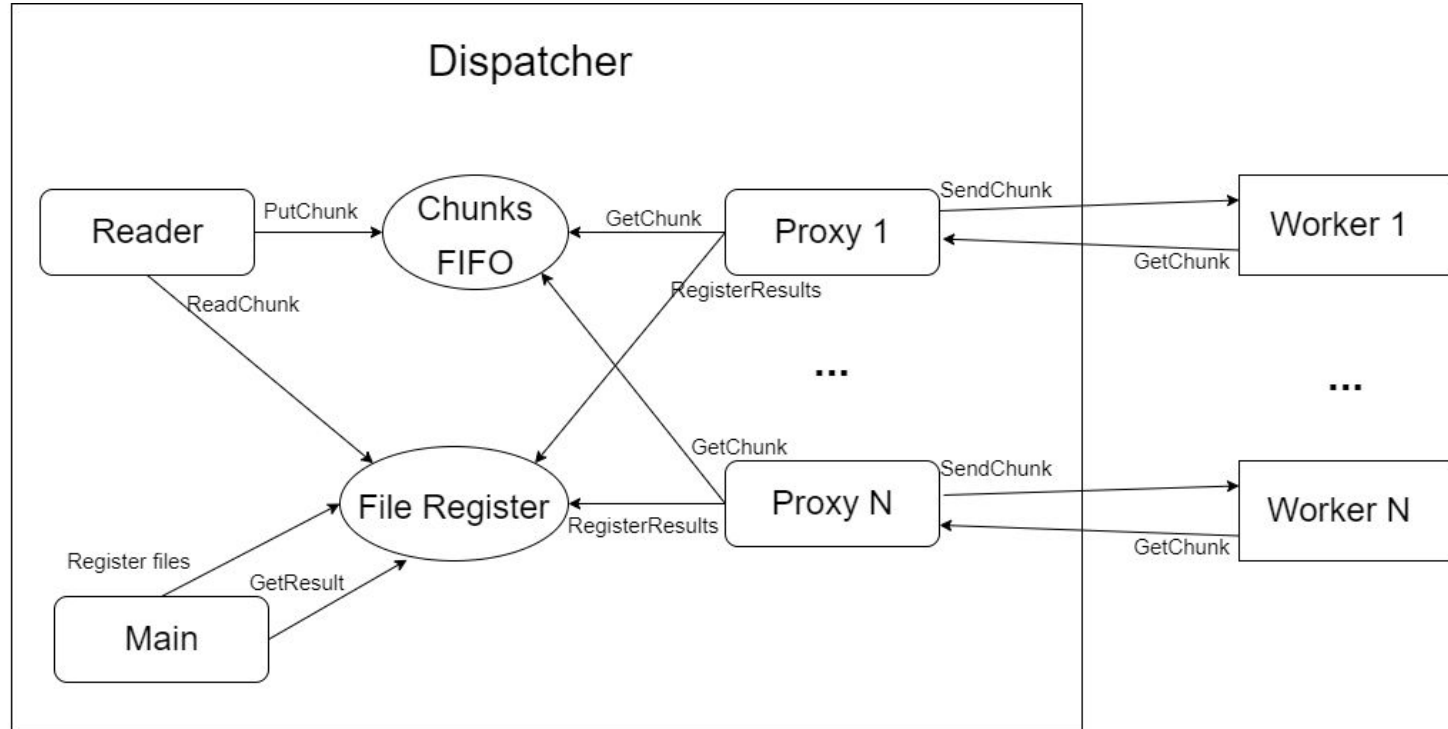 Dispatcher
Reader
PutChunk
Chunks
FIFO
GetChunk
Proxy 1
SendChunk
GetChunk
Worker 1
ReadChunk
RegisterResults
...
...
File Register
RegisterResults
GetChunk
Proxy N
SendChunk
GetChunk
Worker N
Register files
GetResult
Main